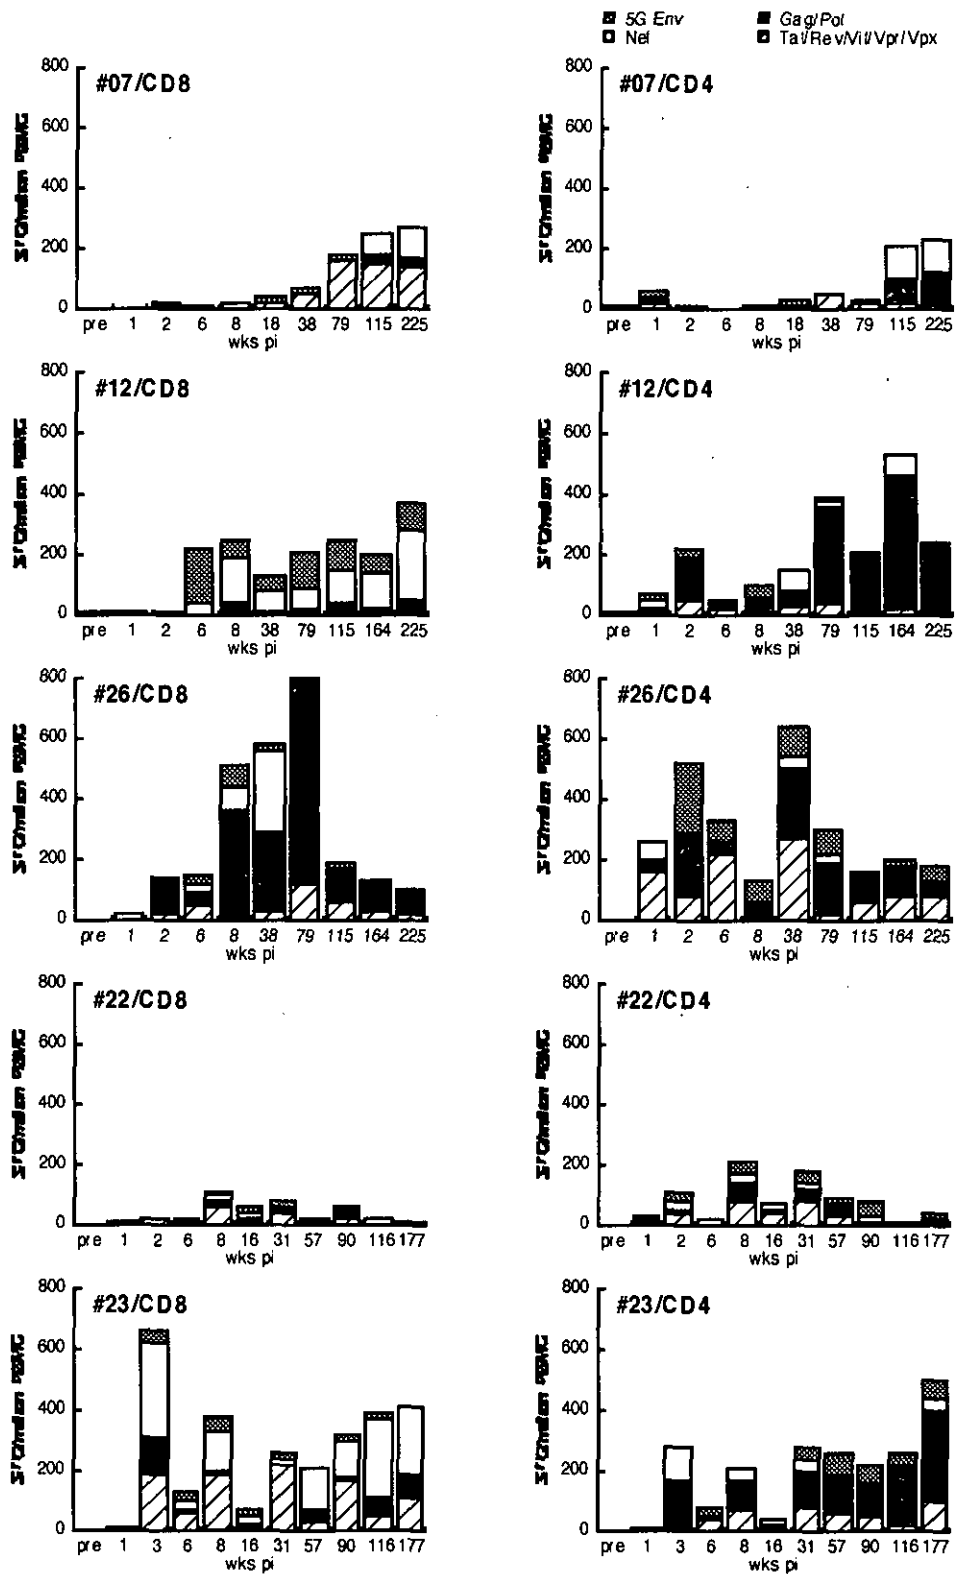 5G Env Gag/Pol
Nef Tat/Rev/Vif/Vpr/Vpx
#07/CD8
800
600
400
200
0
pre 1 2 6 8 18 38 79 115 225
wks pi
#07/CD4
800
600
400
200
0
pre 1 2 6 8 18 38 79 115 225
wks pi
#12/CD8
800
600
400
200
0
pre 1 2 6 8 38 79 115 164 225
wks pi
#12/CD4
800
600
400
200
0
pre 1 2 6 8 38 79 115 164 225
wks pi
#26/CD8
800
600
400
200
0
pre 1 2 6 8 38 79 115 164 225
wks pi
#26/CD4
800
600
400
200
0
pre 1 2 6 8 38 79 115 164 225
wks pi
#22/CD8
800
600
400
200
0
pre 1 2 6 8 16 31 57 90 116 177
wks pi
#22/CD4
800
600
400
200
0
pre 1 2 6 8 16 31 57 90 116 177
wks pi
#23/CD8
800
600
400
200
0
pre 1 3 6 8 16 31 57 90 116 177
wks pi
#23/CD4
800
600
400
200
0
pre 1 3 6 8 16 31 57 90 116 177
wks pi